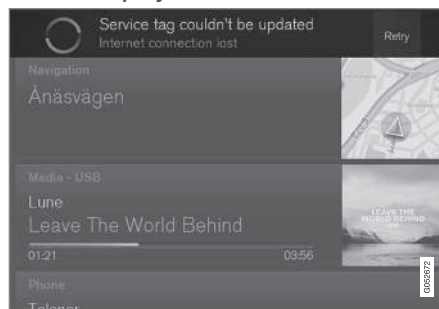 Service tag couldn't be updated
Internet connection lost
Retry
Navigation
Ånäsvägen
Media - USB
Lune
Leave The World Behind
01:21
03:56
LEAVE THE
WORLD BEHIND
Phone
G052672